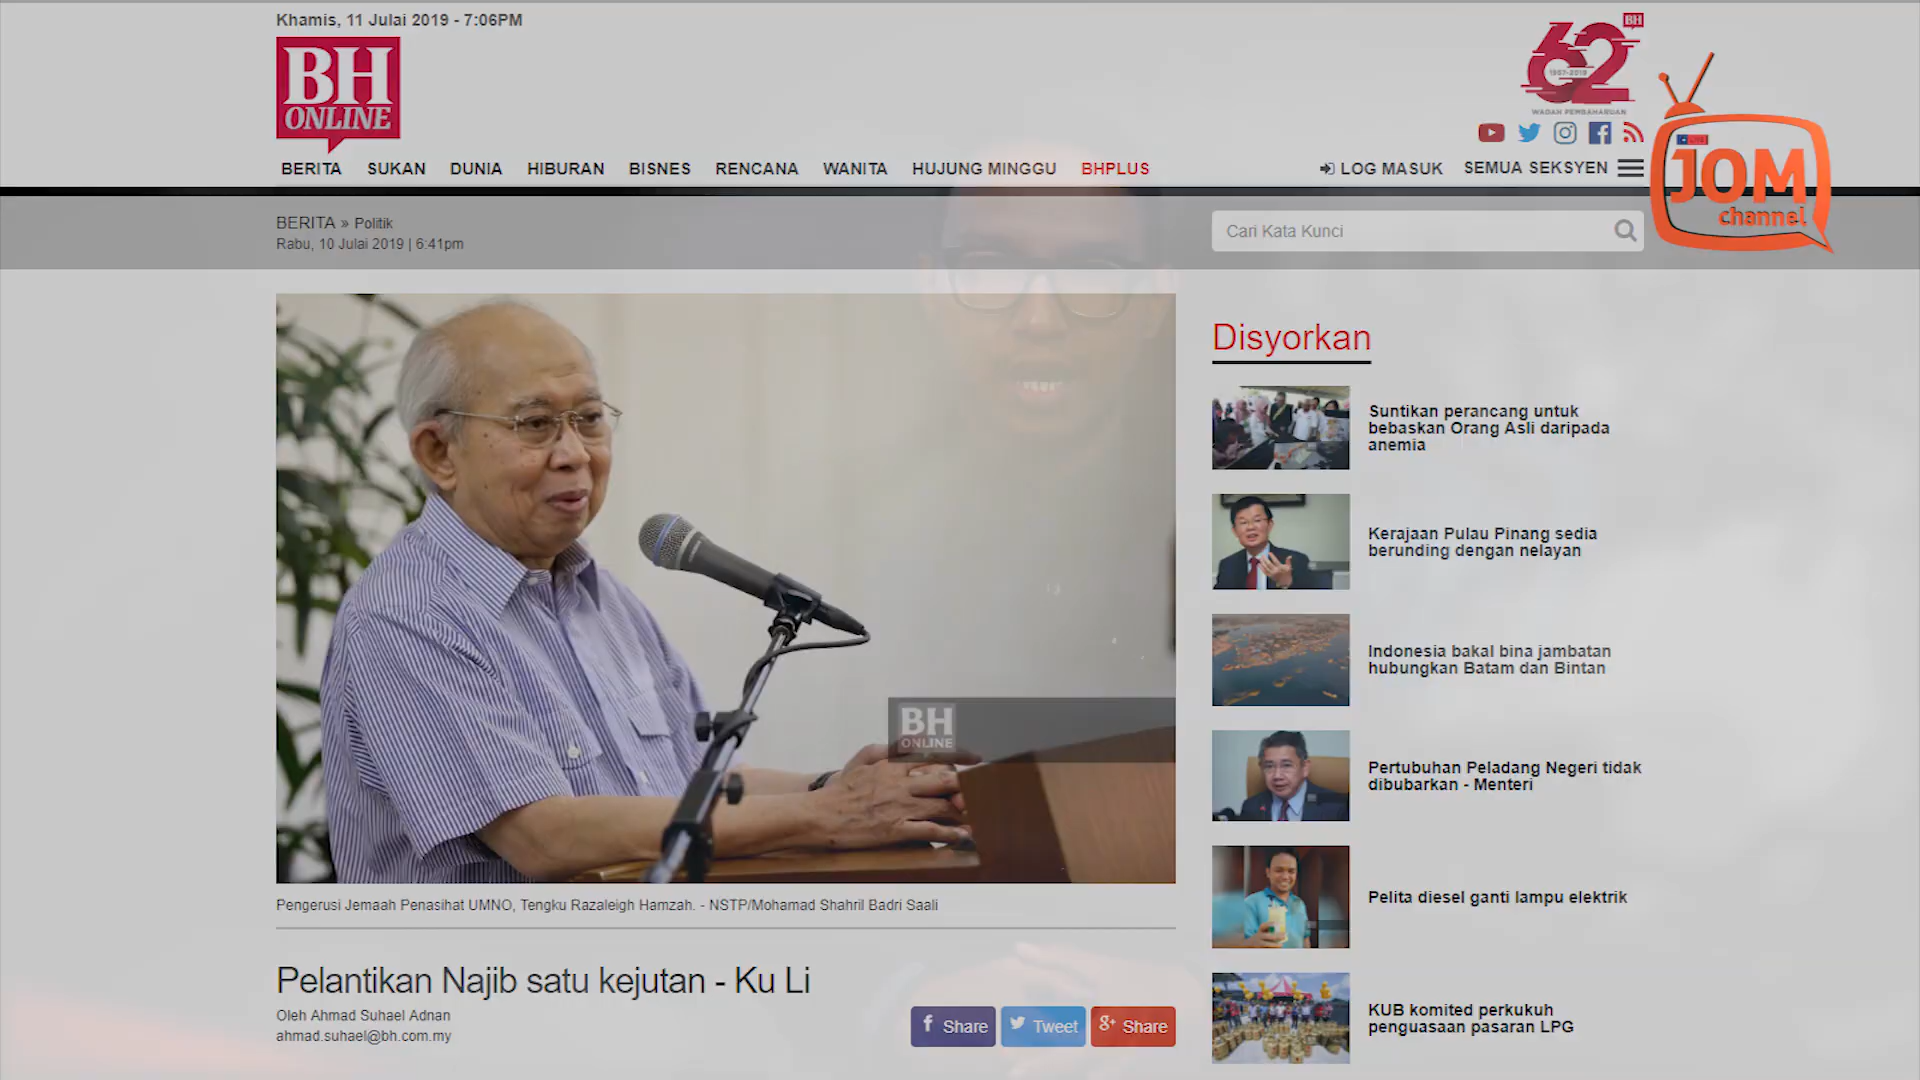 Khamis, 11 Julai 2019 - 7:06PM
BH
ONLINE
BH
62
1957-2019
WADAH PEMBAHARUAN
JOM
channel
BERITA SUKAN DUNIA HIBURAN BISNES RENCANA WANITA HUJUNG MINGGU BHPLUS
LOG MASUK SEMUA SEKSYEN
BERITA » Politik
Rabu, 10 Julai 2019 | 6:41pm
Cari Kata Kunci
BH
ONLINE
Pengerusi Jemaah Penasihat UMNO, Tengku Razaleigh Hamzah. - NSTP/Mohamad Shahril Badri Saali
Pelantikan Najib satu kejutan - Ku Li
Oleh Ahmad Suhael Adnan
ahmad.suhael@bh.com.my
Share Tweet Share
Disyorkan
Suntikan perancang untuk
bebaskan Orang Asli daripada
anemia
Kerajaan Pulau Pinang sedia
berunding dengan nelayan
Indonesia bakal bina jambatan
hubungkan Batam dan Bintan
Pertubuhan Peladang Negeri tidak
dibubarkan - Menteri
Pelita diesel ganti lampu elektrik
KUB komited perkukuh
penguasaan pasaran LPG